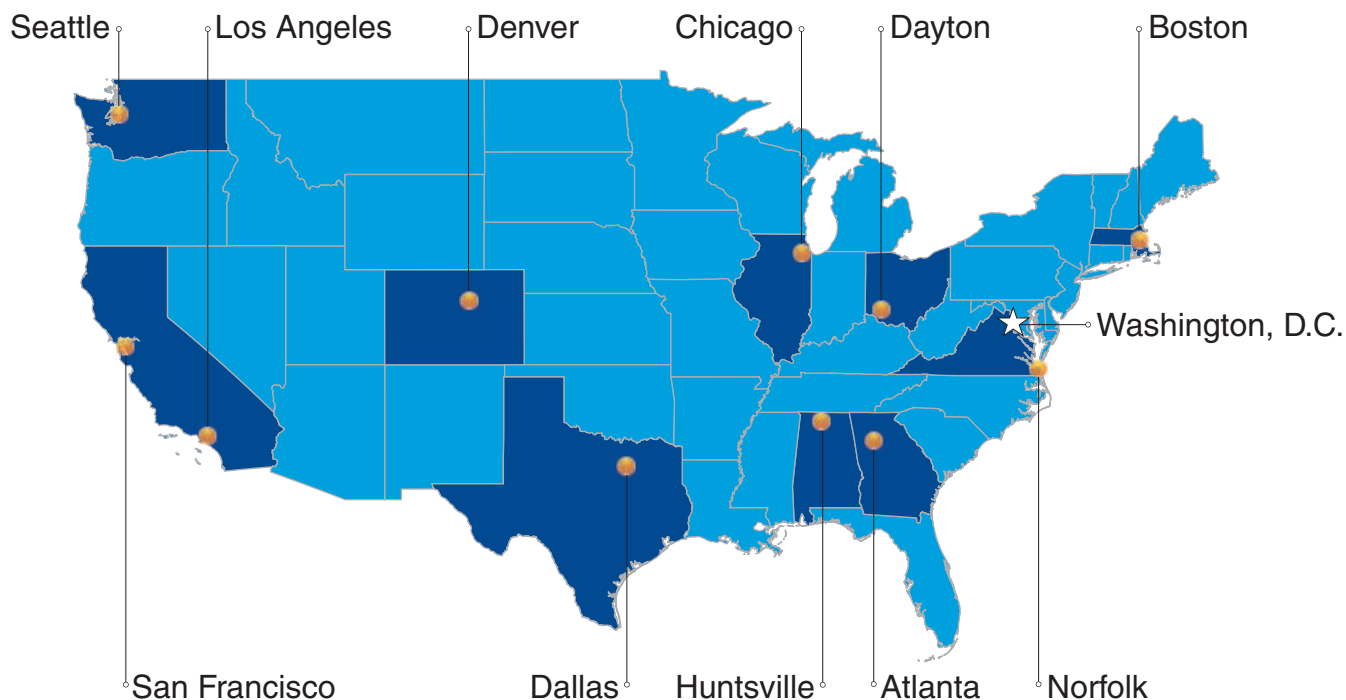 Seattle
Los Angeles
Denver
Chicago
Dayton
Boston
Washington, D.C.
San Francisco
Dallas
Huntsville
Atlanta
Norfolk